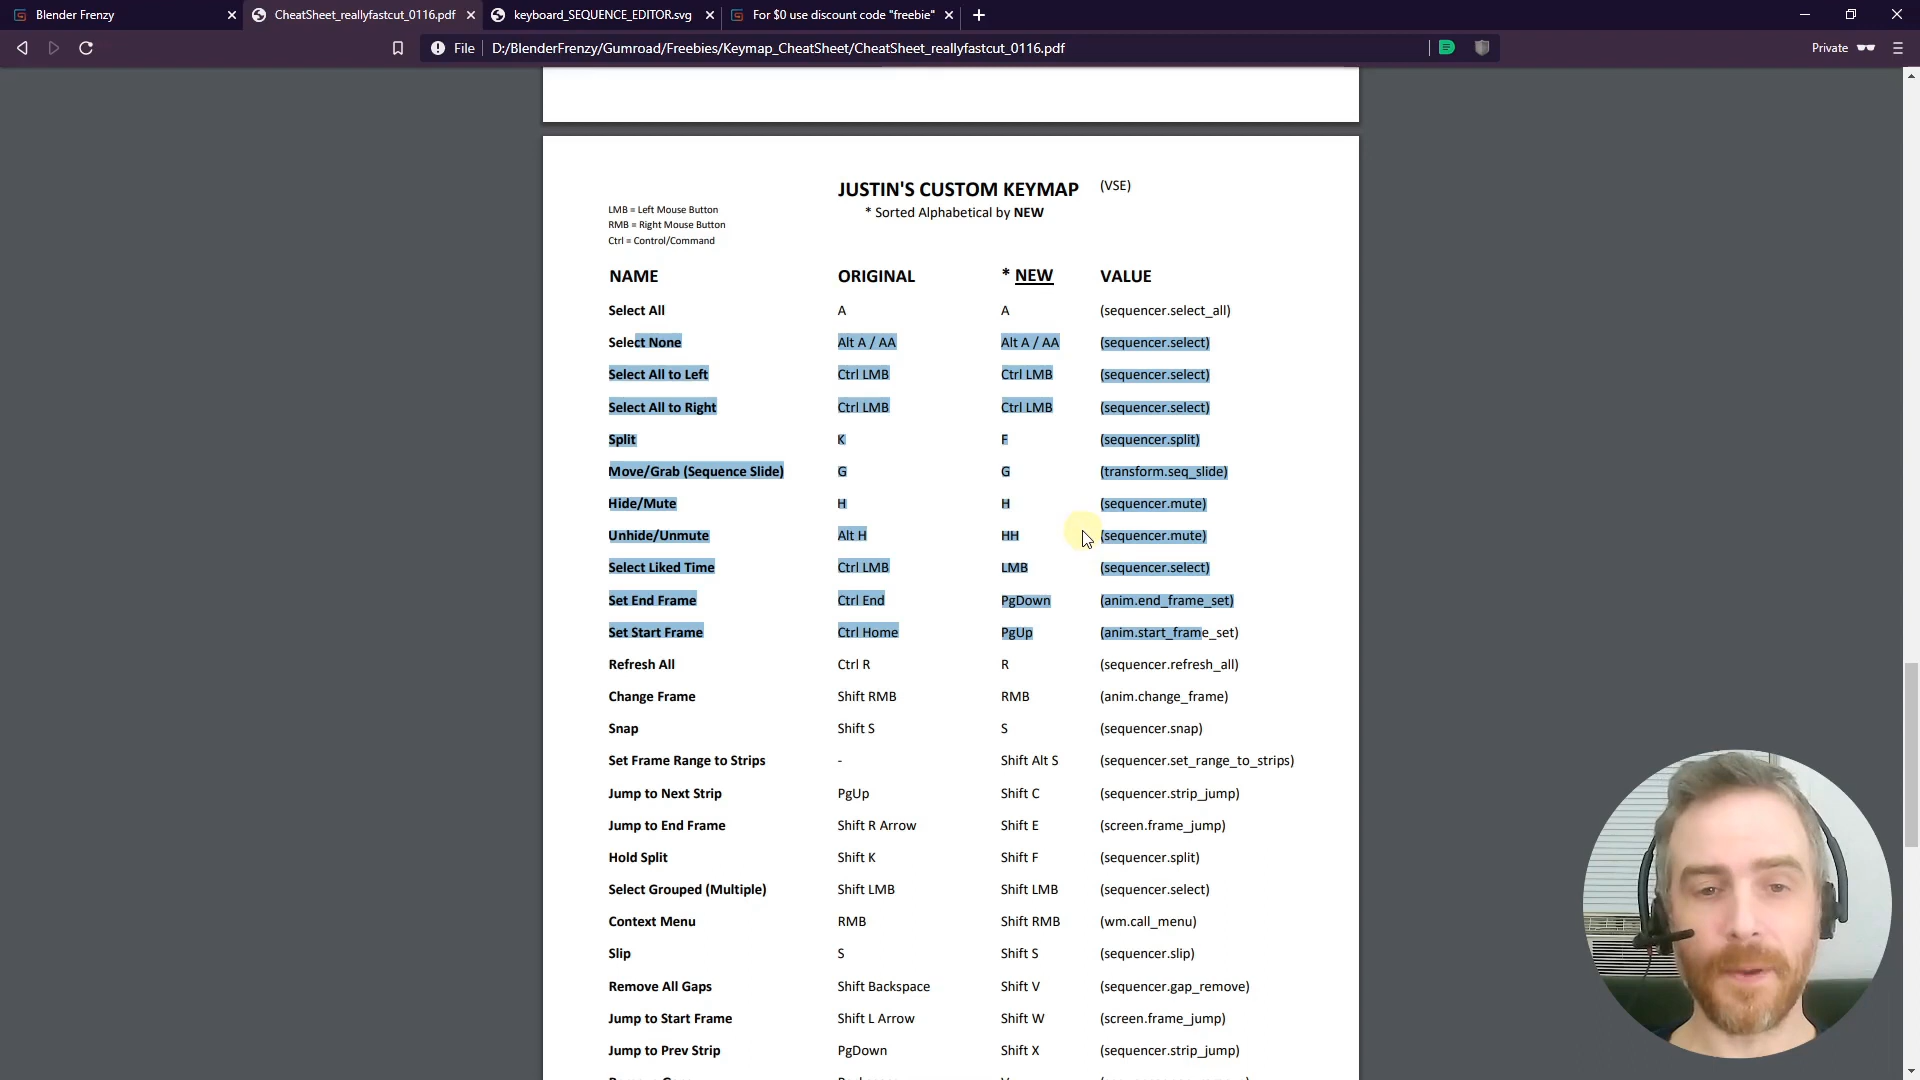 Blender Frenzy
CheatSheet_reallyfastcut_0116.pdf
keyboard_SEQUENCE_EDITOR.svg
For $0 use discount code "freebie"
File D:/BlenderFrenzy/Gumroad/Freebies/Keymap_CheatSheet/CheatSheet_reallyfastcut_0116.pdf
Private
JUSTIN'S CUSTOM KEYMAP (VSE)
LMB = Left Mouse Button
* Sorted Alphabetical by NEW
RMB = Right Mouse Button
Ctrl = Control/Command
NAME ORIGINAL * NEW VALUE
Select All A A (sequencer.select_all)
Select None Alt A / AA Alt A / AA (sequencer.select)
Select All to Left Ctrl LMB Ctrl LMB (sequencer.select)
Select All to Right Ctrl LMB Ctrl LMB (sequencer.select)
Split K F (sequencer.split)
Move/Grab (Sequence Slide) G G (transform.seq_slide)
Hide/Mute H H (sequencer.mute)
Unhide/Unmute Alt H HH (sequencer.mute)
Select Liked Time Ctrl LMB LMB (sequencer.select)
Set End Frame Ctrl End PgDown (anim.end_frame_set)
Set Start Frame Ctrl Home PgUp (anim.start_frame_set)
Refresh All Ctrl R R (sequencer.refresh_all)
Change Frame Shift RMB RMB (anim.change_frame)
Snap Shift S S (sequencer.snap)
Set Frame Range to Strips - Shift Alt S (sequencer.set_range_to_strips)
Jump to Next Strip PgUp Shift C (sequencer.strip_jump)
Jump to End Frame Shift R Arrow Shift E (screen.frame_jump)
Hold Split Shift K Shift F (sequencer.split)
Select Grouped (Multiple) Shift LMB Shift LMB (sequencer.select)
Context Menu RMB Shift RMB (wm.call_menu)
Slip S Shift S (sequencer.slip)
Remove All Gaps Shift Backspace Shift V (sequencer.gap_remove)
Jump to Start Frame Shift L Arrow Shift W (screen.frame_jump)
Jump to Prev Strip PgDown Shift X (sequencer.strip_jump)